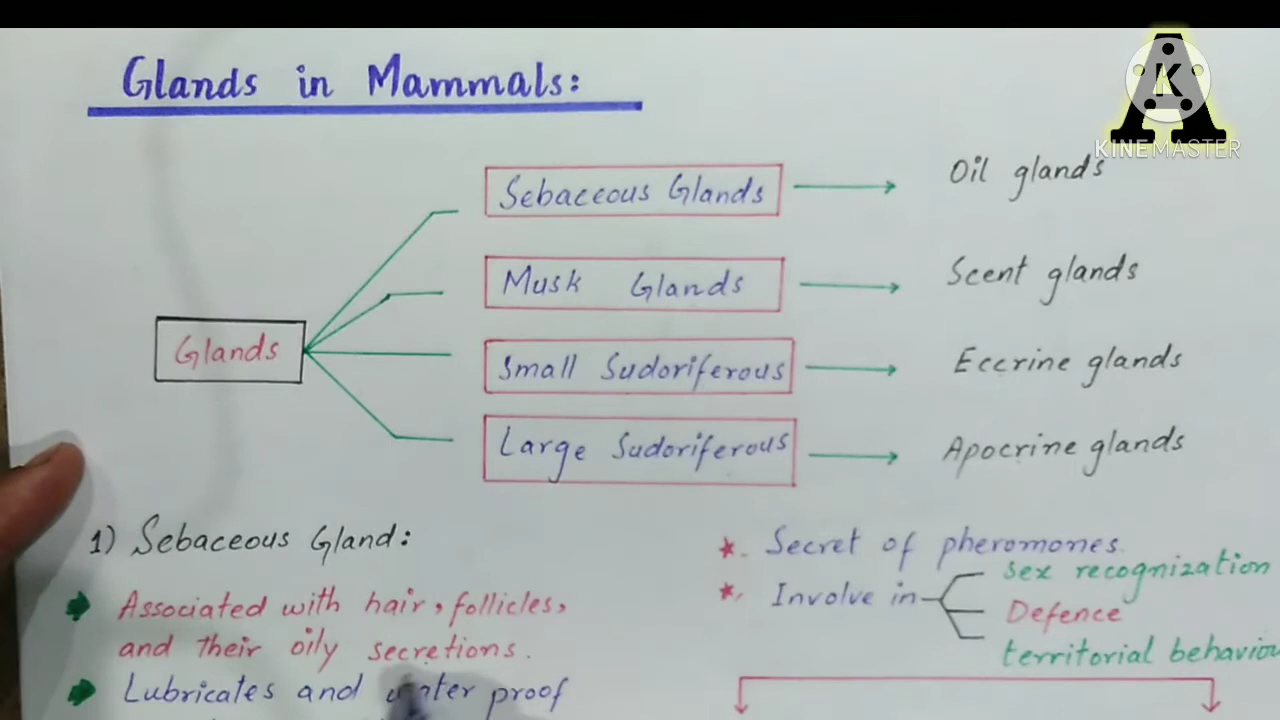 Glands in Mammals:
Sebaceous Glands
Oil glands
Musk Glands
Scent glands
Glands
Small Sudoriferous
Eccrine glands
Large Sudoriferous
Apocrine glands
1) Sebaceous Gland:
Associated with hair, follicles,
and their oily secretions.
Lubricates and water proof
*. Secret of pheromones.
*. Involve in
sex recognization
Defence
territorial behaviou
A
K
KINEMASTER